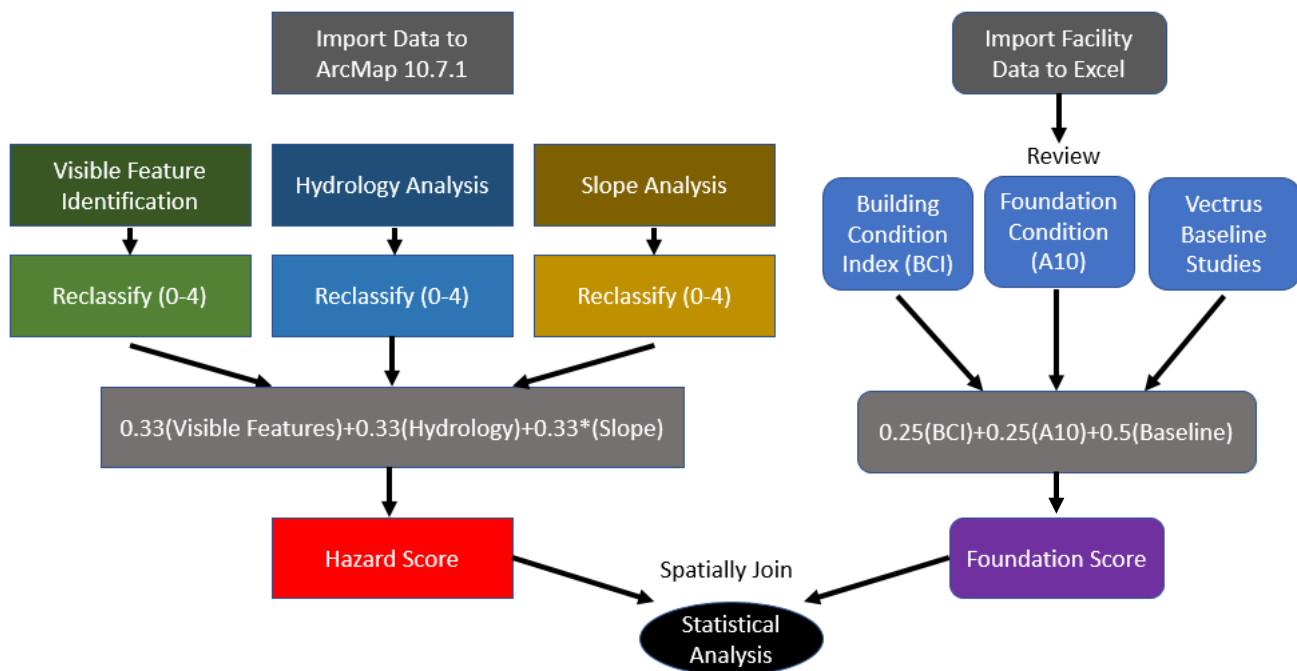 Import Data to
ArcMap 10.7.1
Import Facility
Data to Excel
Review
Visible Feature
Identification
Hydrology Analysis
Slope Analysis
Building
Condition
Index (BCI)
Foundation
Condition
(A10)
Vectrus
Baseline
Studies
Reclassify (0-4)
Reclassify (0-4)
Reclassify (0-4)
0.33(Visible Features)+0.33(Hydrology)+0.33*(Slope)
0.25(BCI)+0.25(A10)+0.5(Baseline)
Hazard Score
Foundation Score
Spatially Join
Statistical
Analysis